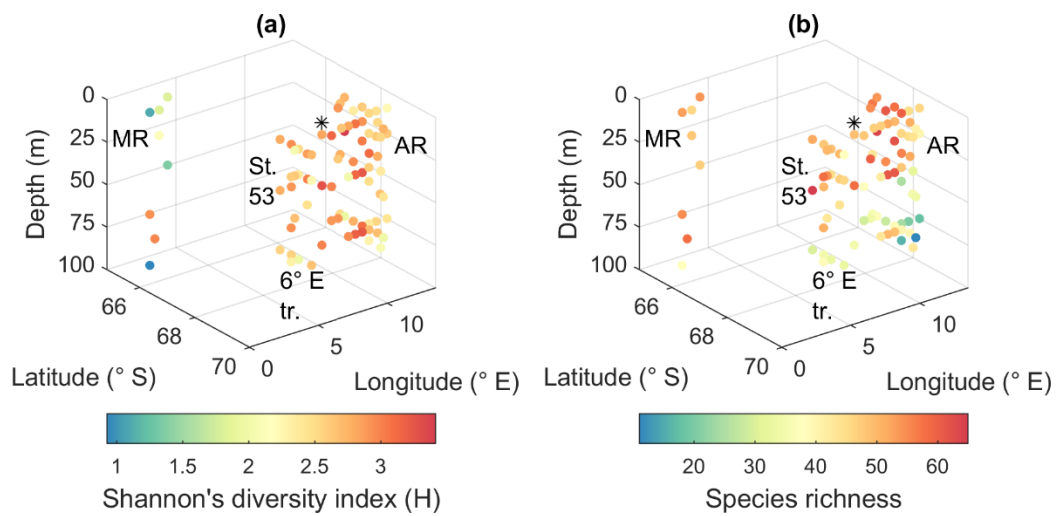 (a)
0
25
50
75
100
Depth (m)
MR
AR
St.
53
6° E
tr.
66
68
70
0
5
10
Latitude (° S)
Longitude (° E)
1
1.5
2
2.5
3
Shannon's diversity index (H)
(b)
0
25
50
75
100
Depth (m)
MR
AR
St.
53
6° E
tr.
66
68
70
0
5
10
Latitude (° S)
Longitude (° E)
20
30
40
50
60
Species richness